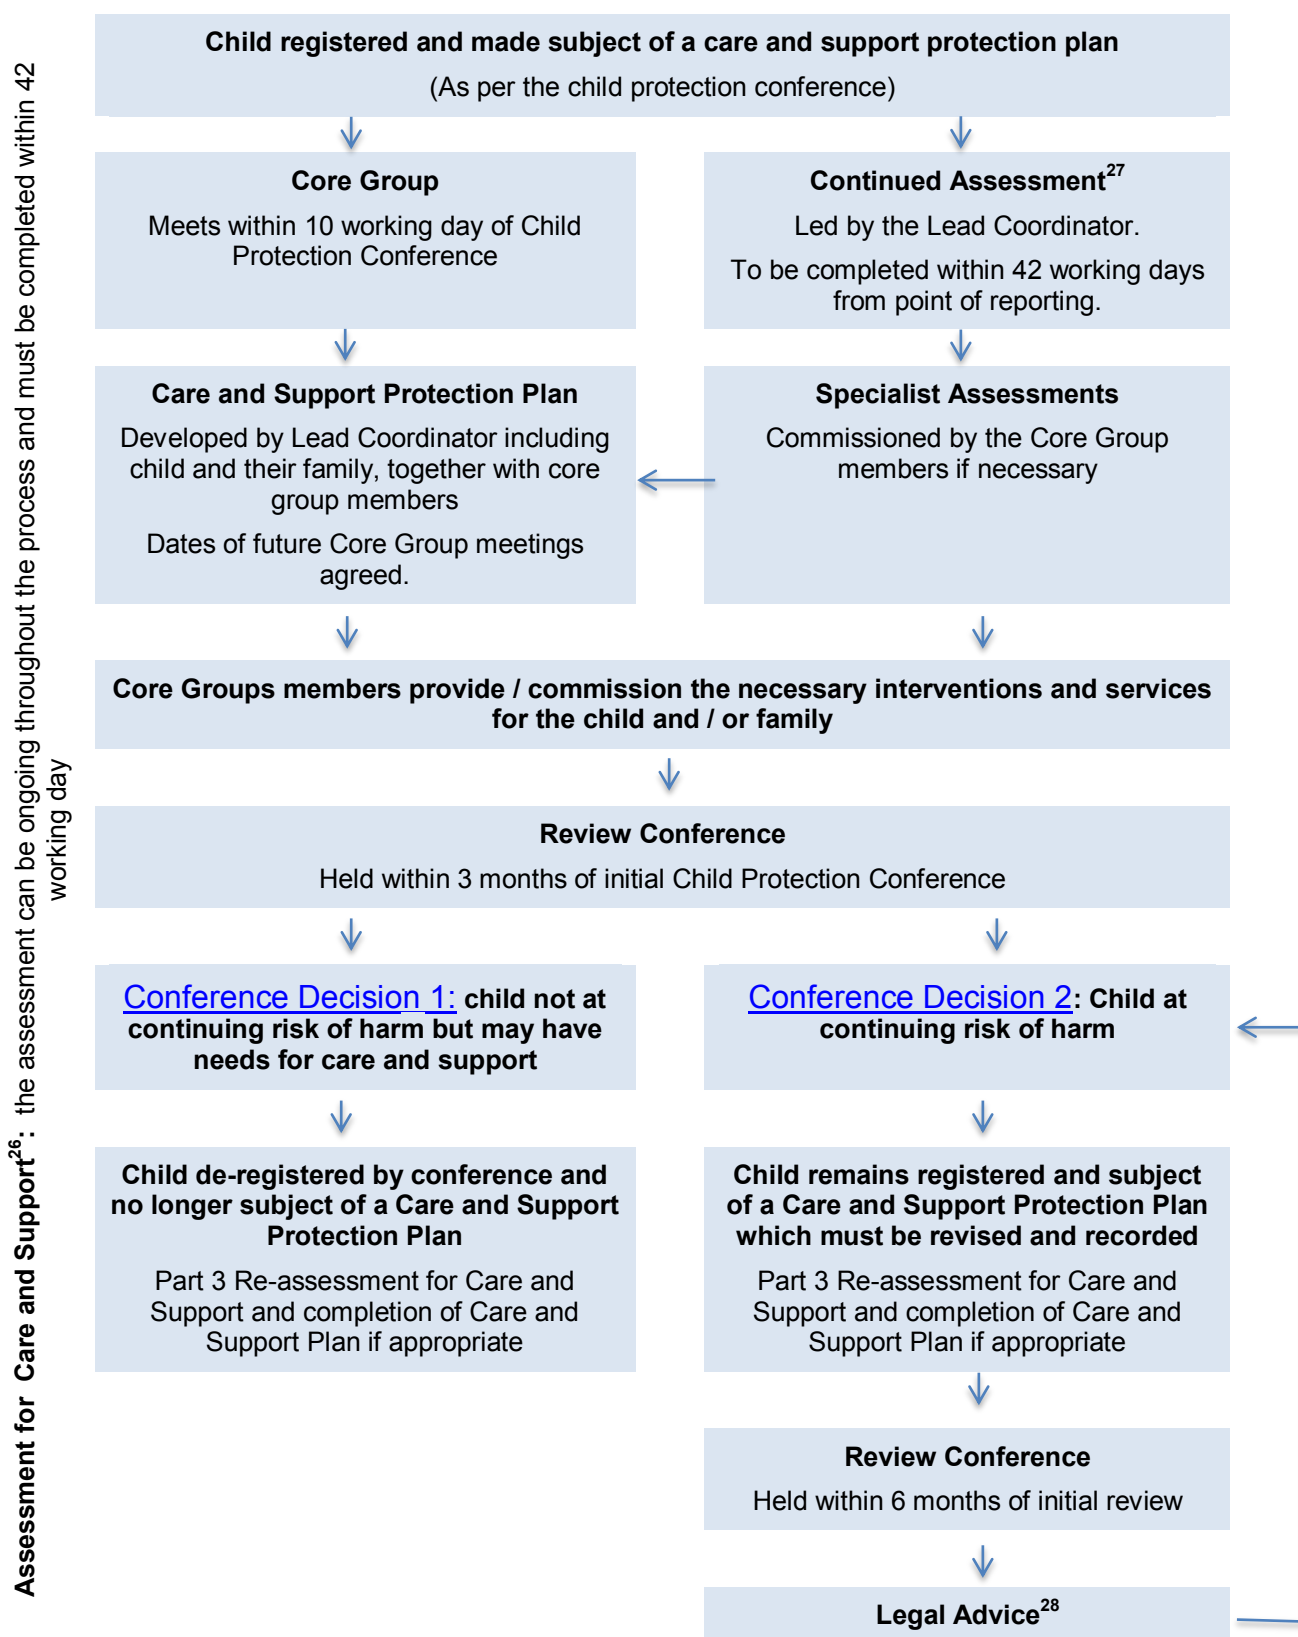 Child registered and made subject of a care and support protection plan
(As per the child protection conference)
Core Group
Meets within 10 working day of Child
Protection Conference
Continued Assessment27
Led by the Lead Coordinator.
To be completed within 42 working days
from point of reporting.
Care and Support Protection Plan
Developed by Lead Coordinator including
child and their family, together with core
group members
Dates of future Core Group meetings
agreed.
Specialist Assessments
Commissioned by the Core Group
members if necessary
Core Groups members provide / commission the necessary interventions and services
for the child and / or family
Review Conference
Held within 3 months of initial Child Protection Conference
Conference Decision 1: child not at
continuing risk of harm but may have
needs for care and support
Conference Decision 2: Child at
continuing risk of harm
Child de-registered by conference and
no longer subject of a Care and Support
Protection Plan
Part 3 Re-assessment for Care and
Support and completion of Care and
Support Plan if appropriate
Child remains registered and subject
of a Care and Support Protection Plan
which must be revised and recorded
Part 3 Re-assessment for Care and
Support and completion of Care and
Support Plan if appropriate
Review Conference
Held within 6 months of initial review
Legal Advice28
Assessment for Care and Support26: the assessment can be ongoing throughout the process and must be completed within 42
working day